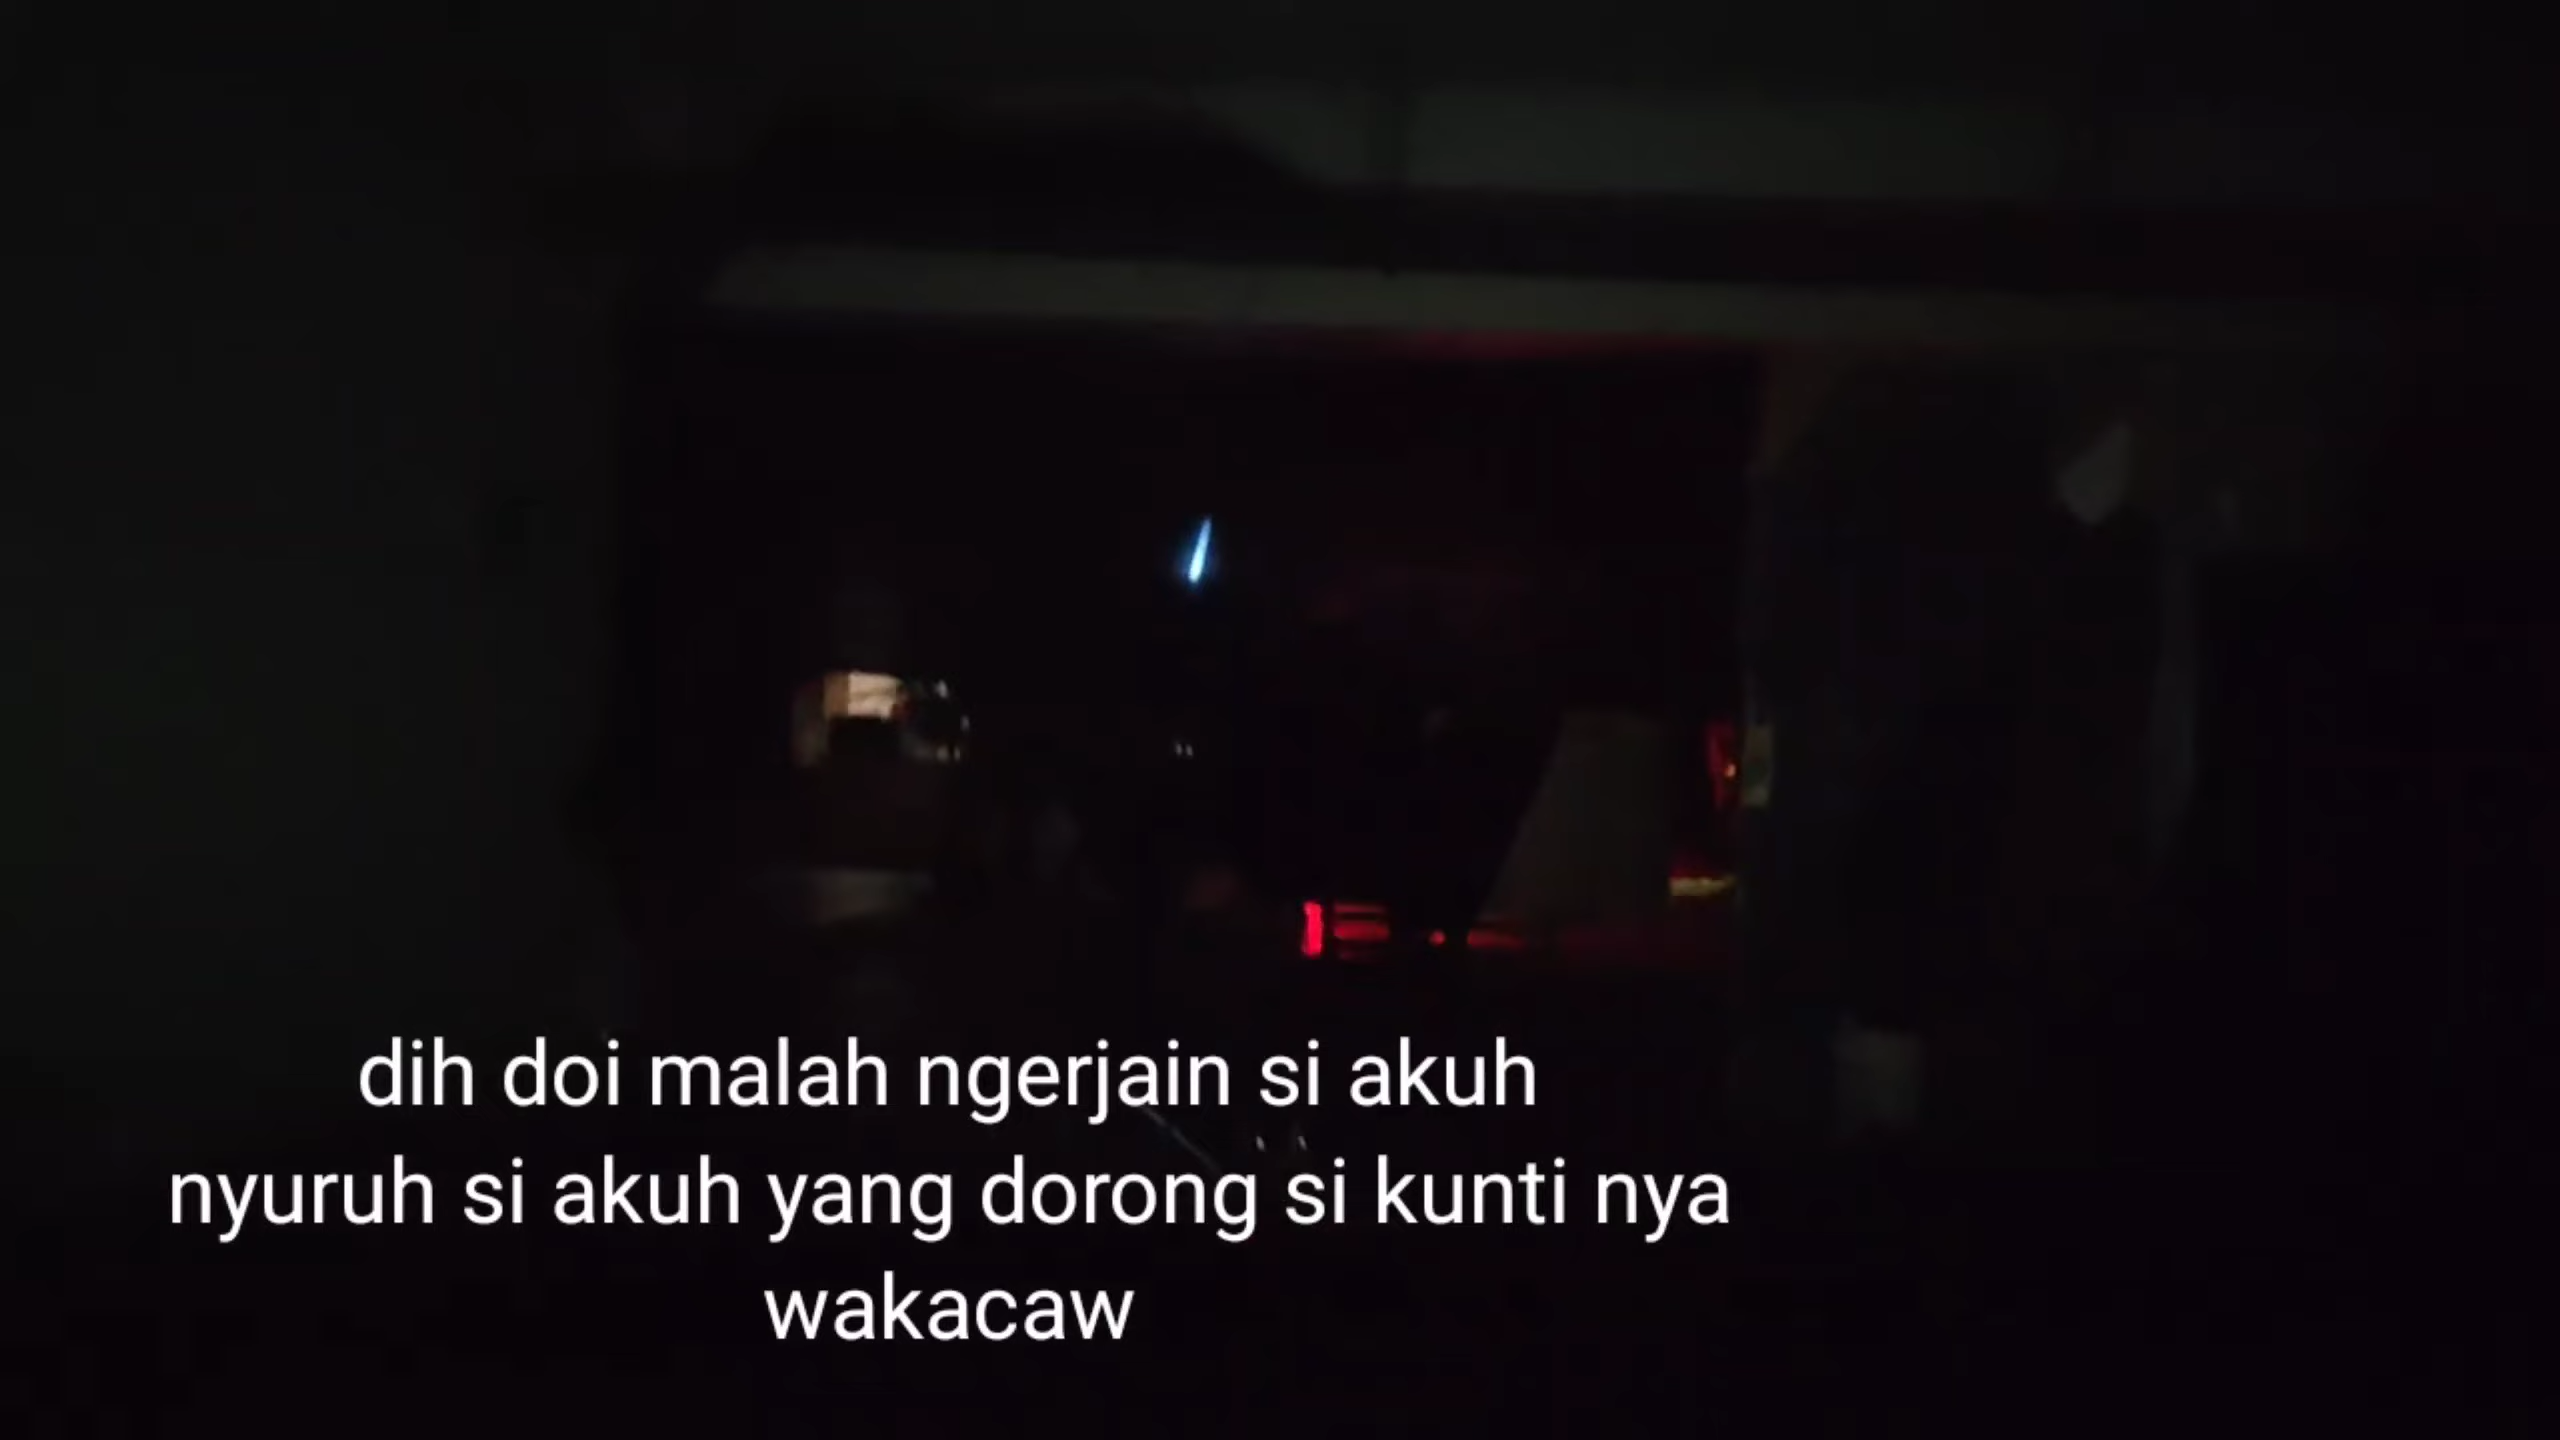 dih doi malah ngerjain si akuh
nyuruh si akuh yang dorong si kunti nya
wakacaw